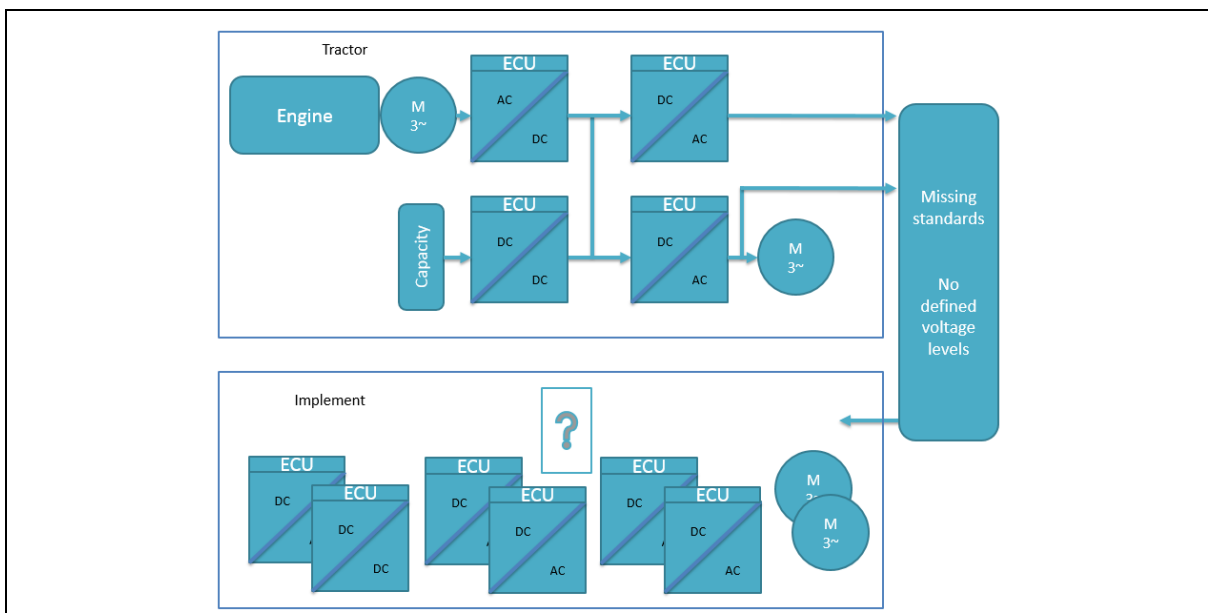 Tractor
Engine
M
3~
ECU
AC
DC
ECU
DC
AC
Capacity
ECU
DC
DC
ECU
DC
AC
M
3~
Missing
standards
No
defined
voltage
levels
Implement
?
ECU
DC
ECU
DC
DC
ECU
DC
ECU
DC
AC
ECU
DC
ECU
DC
AC
M
M
3~